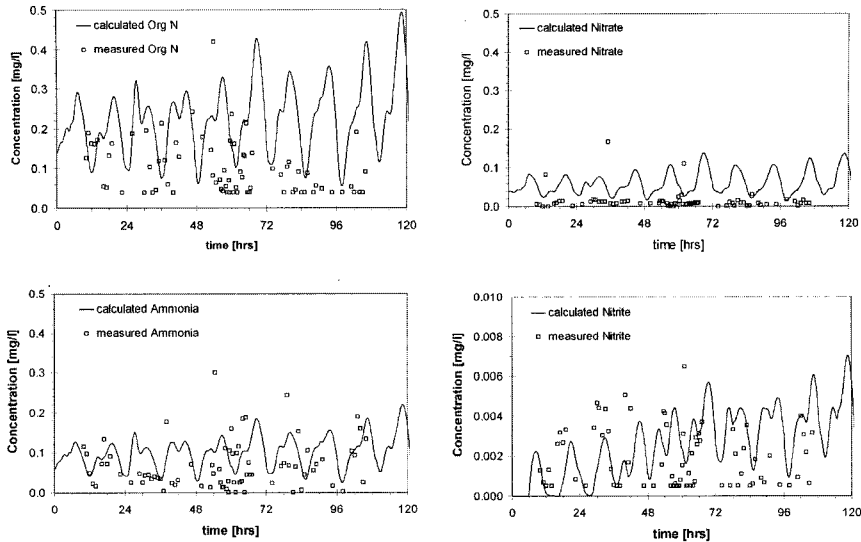 0.5
0.4
0.3
0.2
0.1
0.0
Concentration [mg/l]
calculated Org N
measured Org N
0 24 48 72 96 120
time [hrs]
0.5
0.4
0.3
0.2
0.1
0.0
Concentration [mg/l
calculated Nitrate
measured Nitrate
0 24 48 72 96 120
time [hrs]
0.5
0.4
0.3
0.2
0.1
0.0
Concentration [mg/l]
calculated Ammonia
measured Ammonia
0 24 48 72 96 120
time [hrs]
0.010
0.008
0.006
0.004
0.002
0.000
Concentration [mg/l]
calculated Nitrite
measured Nitrite
0 24 48 72 96 120
time [hrs]